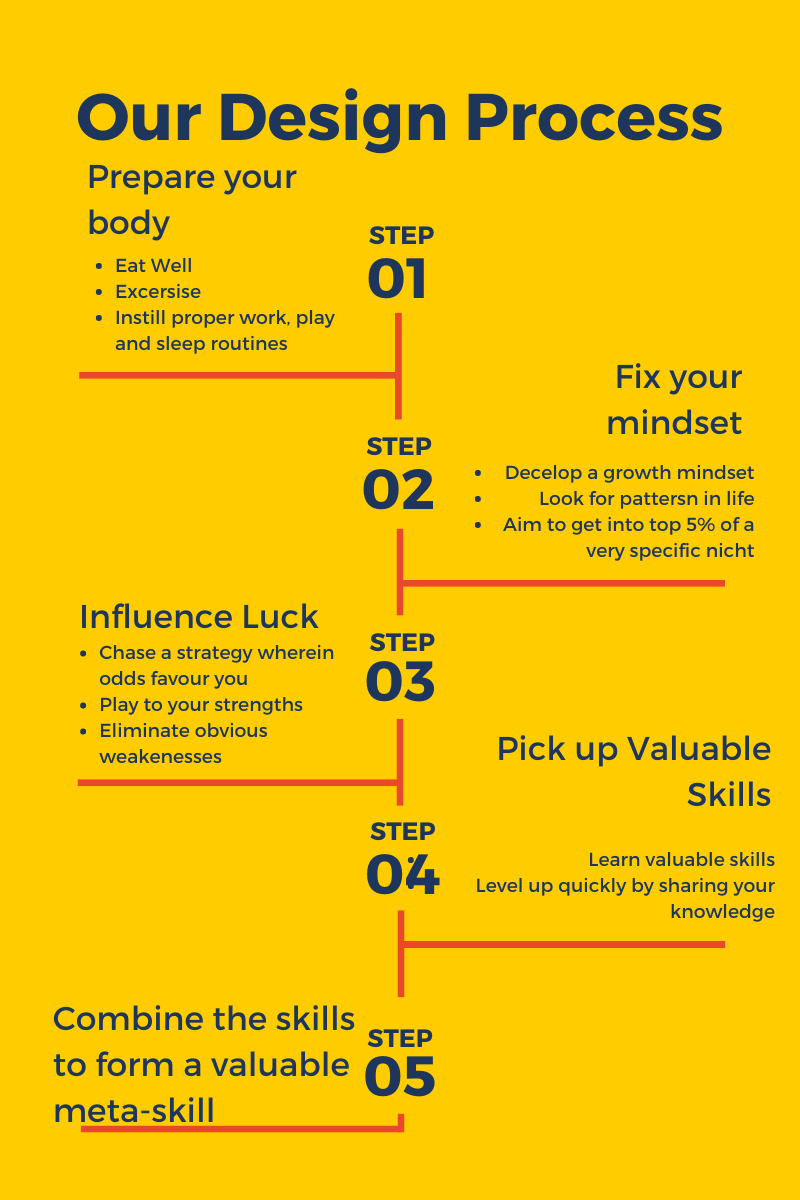 Our Design Process
Prepare your
body
• Eat Well
• Excersise
• Instill proper work, play
and sleep routines
STEP
01
Fix your
mindset
• Decelop a growth mindset
• Look for pattersn in life
• Aim to get into top 5% of a
very specific nicht
STEP
02
Influence Luck
• Chase a strategy wherein
odds favour you
• Play to your strengths
• Eliminate obvious
weakenesses
STEP
03
Pick up Valuable
Skills
Learn valuable skills
Level up quickly by sharing your
knowledge
STEP
04
Combine the skills
to form a valuable
meta-skill
STEP
05